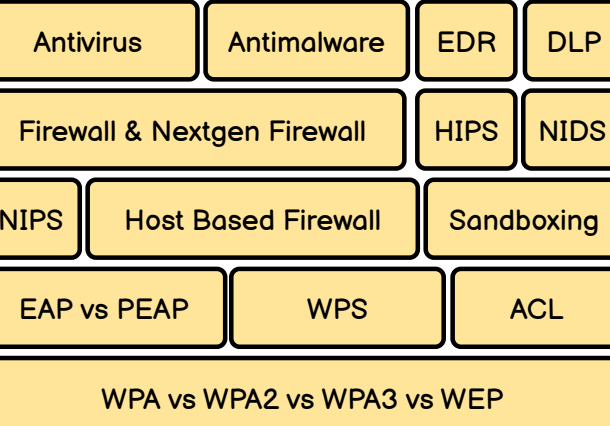 Antivirus Antimalware EDR DLP
Firewall & Nextgen Firewall HIPS NIDS
NIPS Host Based Firewall Sandboxing
EAP vs PEAP WPS ACL
WPA vs WPA2 vs WPA3 vs WEP